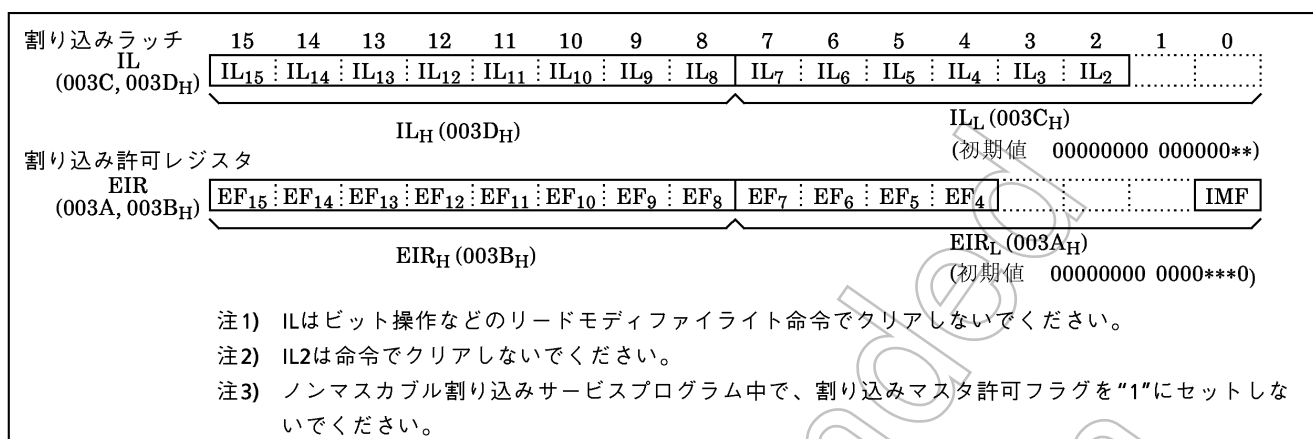 割り込みラッチ 15 14 13 12 11 10 9 8 7 6 5 4 3 2 1 0
IL
(003C, 003DH) IL15 IL14 IL13 IL12 IL11 IL10 IL9 IL8 IL7 IL6 IL5 IL4 IL3 IL2
ILH (003DH) ILL (003CH)
(初期値 00000000 000000**)
割り込み許可レジスタ
EIR
(003A, 003BH) EF15 EF14 EF13 EF12 EF11 EF10 EF9 EF8 EF7 EF6 EF5 EF4 IMF
EIRH (003BH) EIRL (003AH)
(初期値 00000000 0000***0)
注1) ILはビット操作などのリードモディファイライト命令でクリアしないでください。
注2) IL2は命令でクリアしないでください。
注3) ノンマスカブル割り込みサービスプログラム中で、割り込みマスタ許可フラグを“1”にセットしな
いでください。